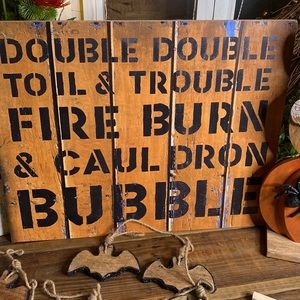 DOUBLE DOUBLE
TOIL & TROUBLE
FIRE BURN
& CAULDRON
BUBBLE